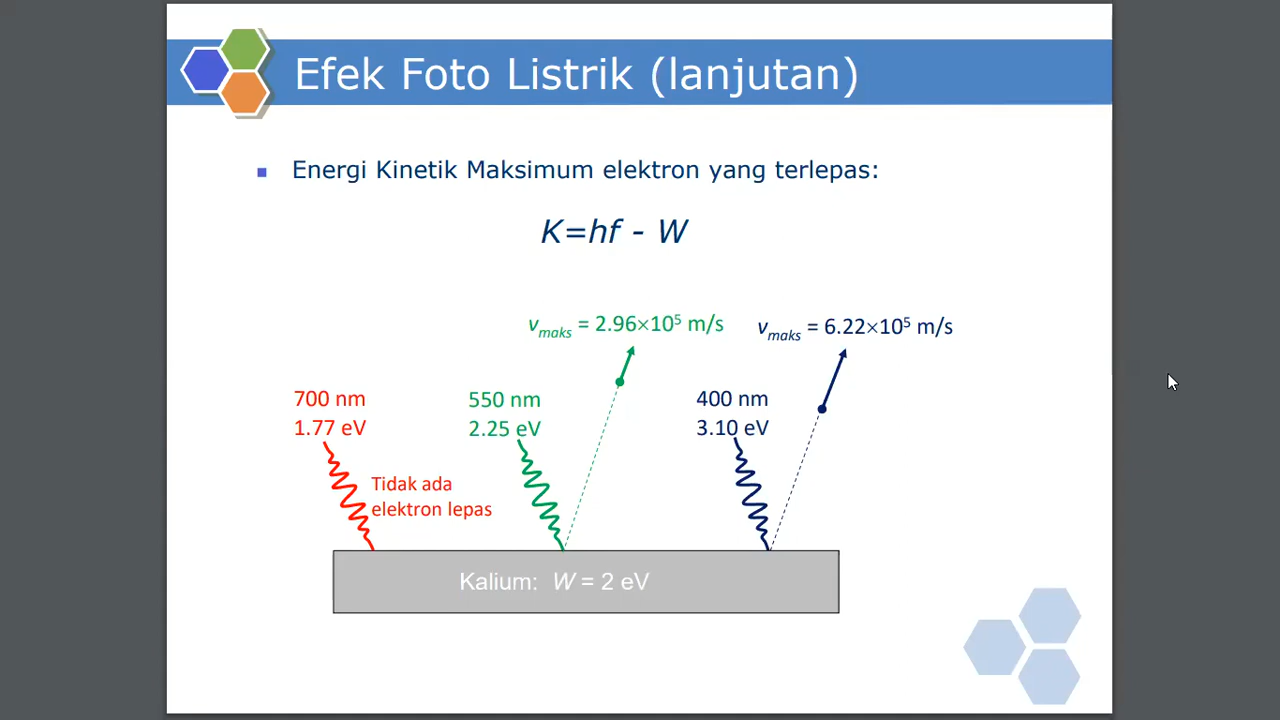 Efek Foto Listrik (lanjutan)
Energi Kinetik Maksimum elektron yang terlepas:
K=hf - W
vmaks = 2.96×10⁵ m/s
vmaks = 6.22×10⁵ m/s
700 nm
1.77 eV
550 nm
2.25 eV
400 nm
3.10 eV
Tidak ada
elektron lepas
Kalium: W = 2 eV